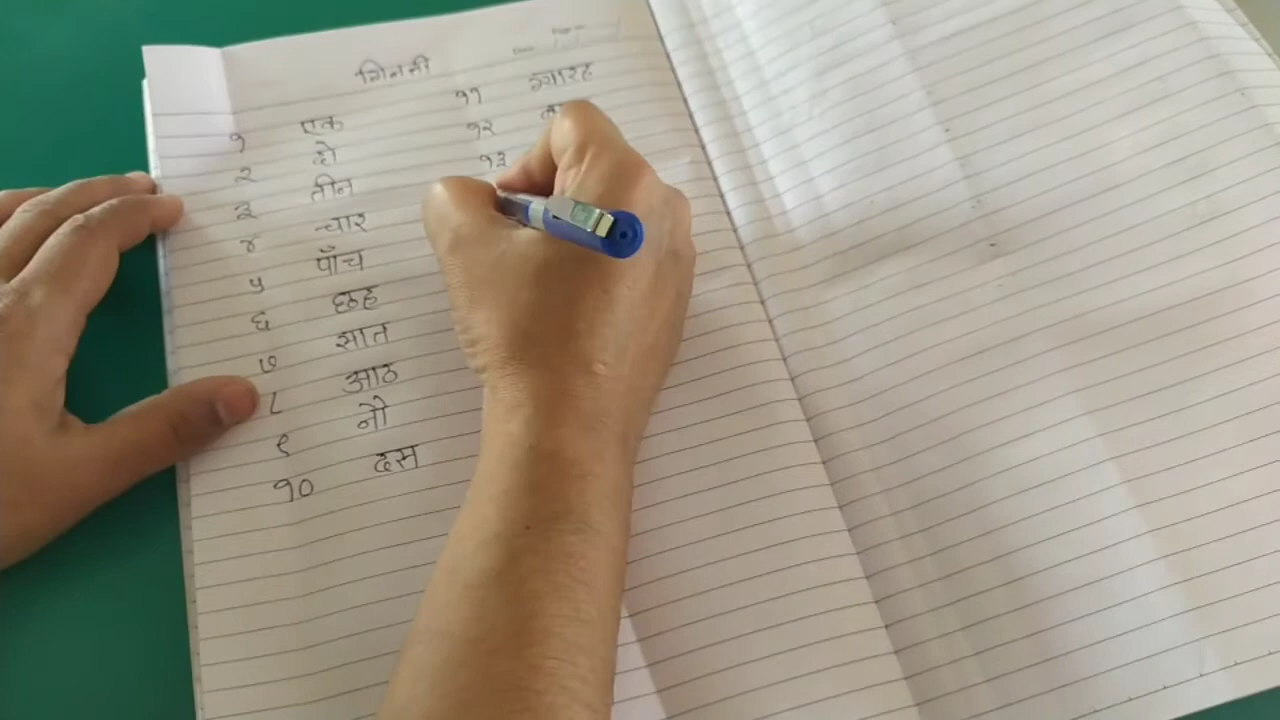 गिनती
१ एक
२ दो
३ तीन
४ चार
५ पाँच
६ छह
७ सात
८ आठ
९ नौ
१० दस
११ ग्यारह
१२
१३